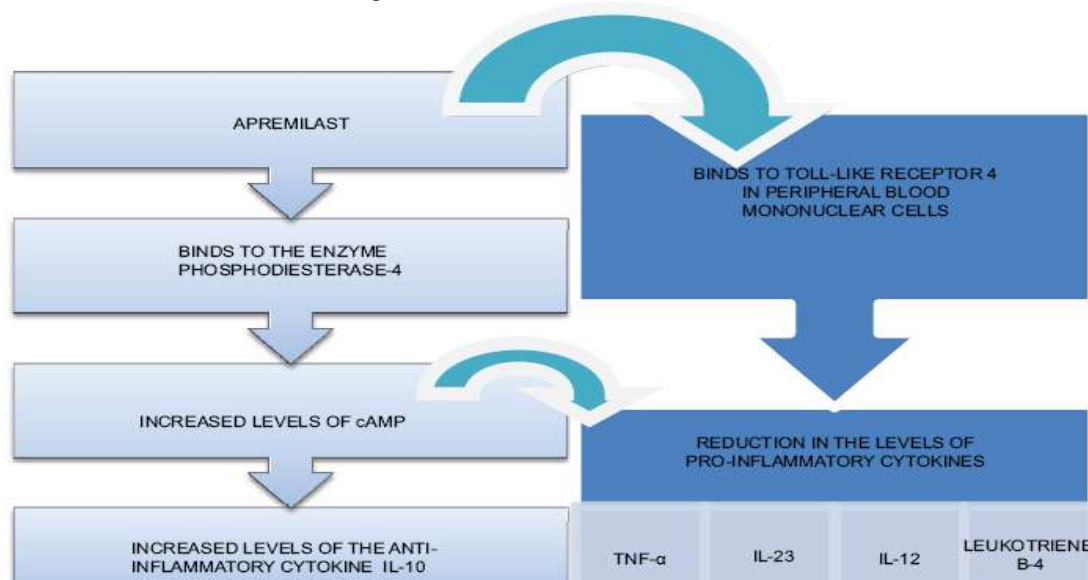 APREMILAST
BINDS TO THE ENZYME
PHOSPHODIESTERASE-4
INCREASED LEVELS OF cAMP
INCREASED LEVELS OF THE ANTI-
INFLAMMATORY CYTOKINE IL-10
BINDS TO TOLL-LIKE RECEPTOR 4
IN PERIPHERAL BLOOD
MONONUCLEAR CELLS
REDUCTION IN THE LEVELS OF
PRO-INFLAMMATORY CYTOKINES
TNF-α
IL-23
IL-12
LEUKOTRIENE
B-4